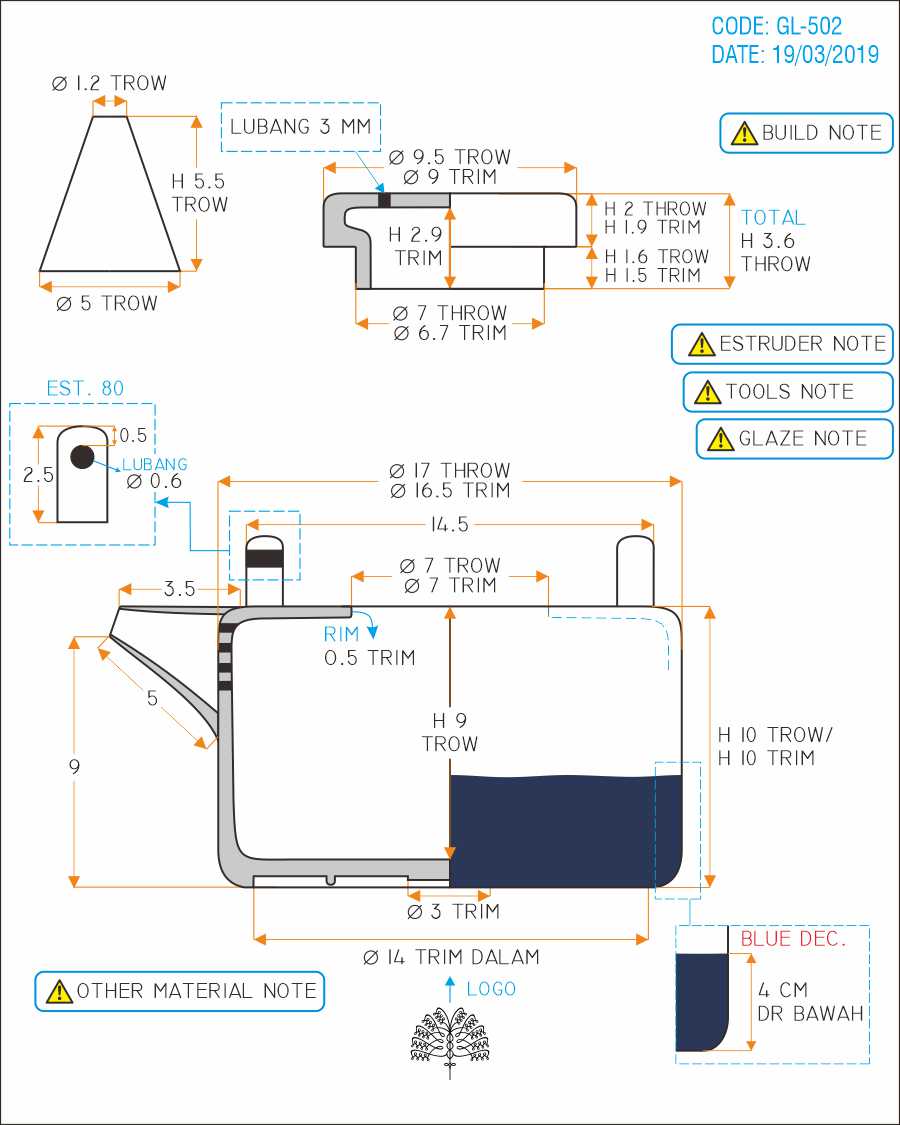 CODE: GL-502
DATE: 19/03/2019
Ø 1.2 TROW
H 5.5
TROW
Ø 5 TROW
LUBANG 3 MM
Ø 9.5 TROW
Ø 9 TRIM
H 2.9
TRIM
H 2 THROW
H 1.9 TRIM
H 1.6 TROW
H 1.5 TRIM
TOTAL
H 3.6
THROW
Ø 7 THROW
Ø 6.7 TRIM
BUILD NOTE
ESTRUDER NOTE
TOOLS NOTE
GLAZE NOTE
EST. 80
0.5
2.5
LUBANG
Ø 0.6
Ø 17 THROW
Ø 16.5 TRIM
14.5
Ø 7 TROW
Ø 7 TRIM
3.5
RIM
0.5 TRIM
5
9
H 9
TROW
H 10 TROW/
H 10 TRIM
Ø 3 TRIM
Ø 14 TRIM DALAM
BLUE DEC.
4 CM
DR BAWAH
OTHER MATERIAL NOTE
LOGO